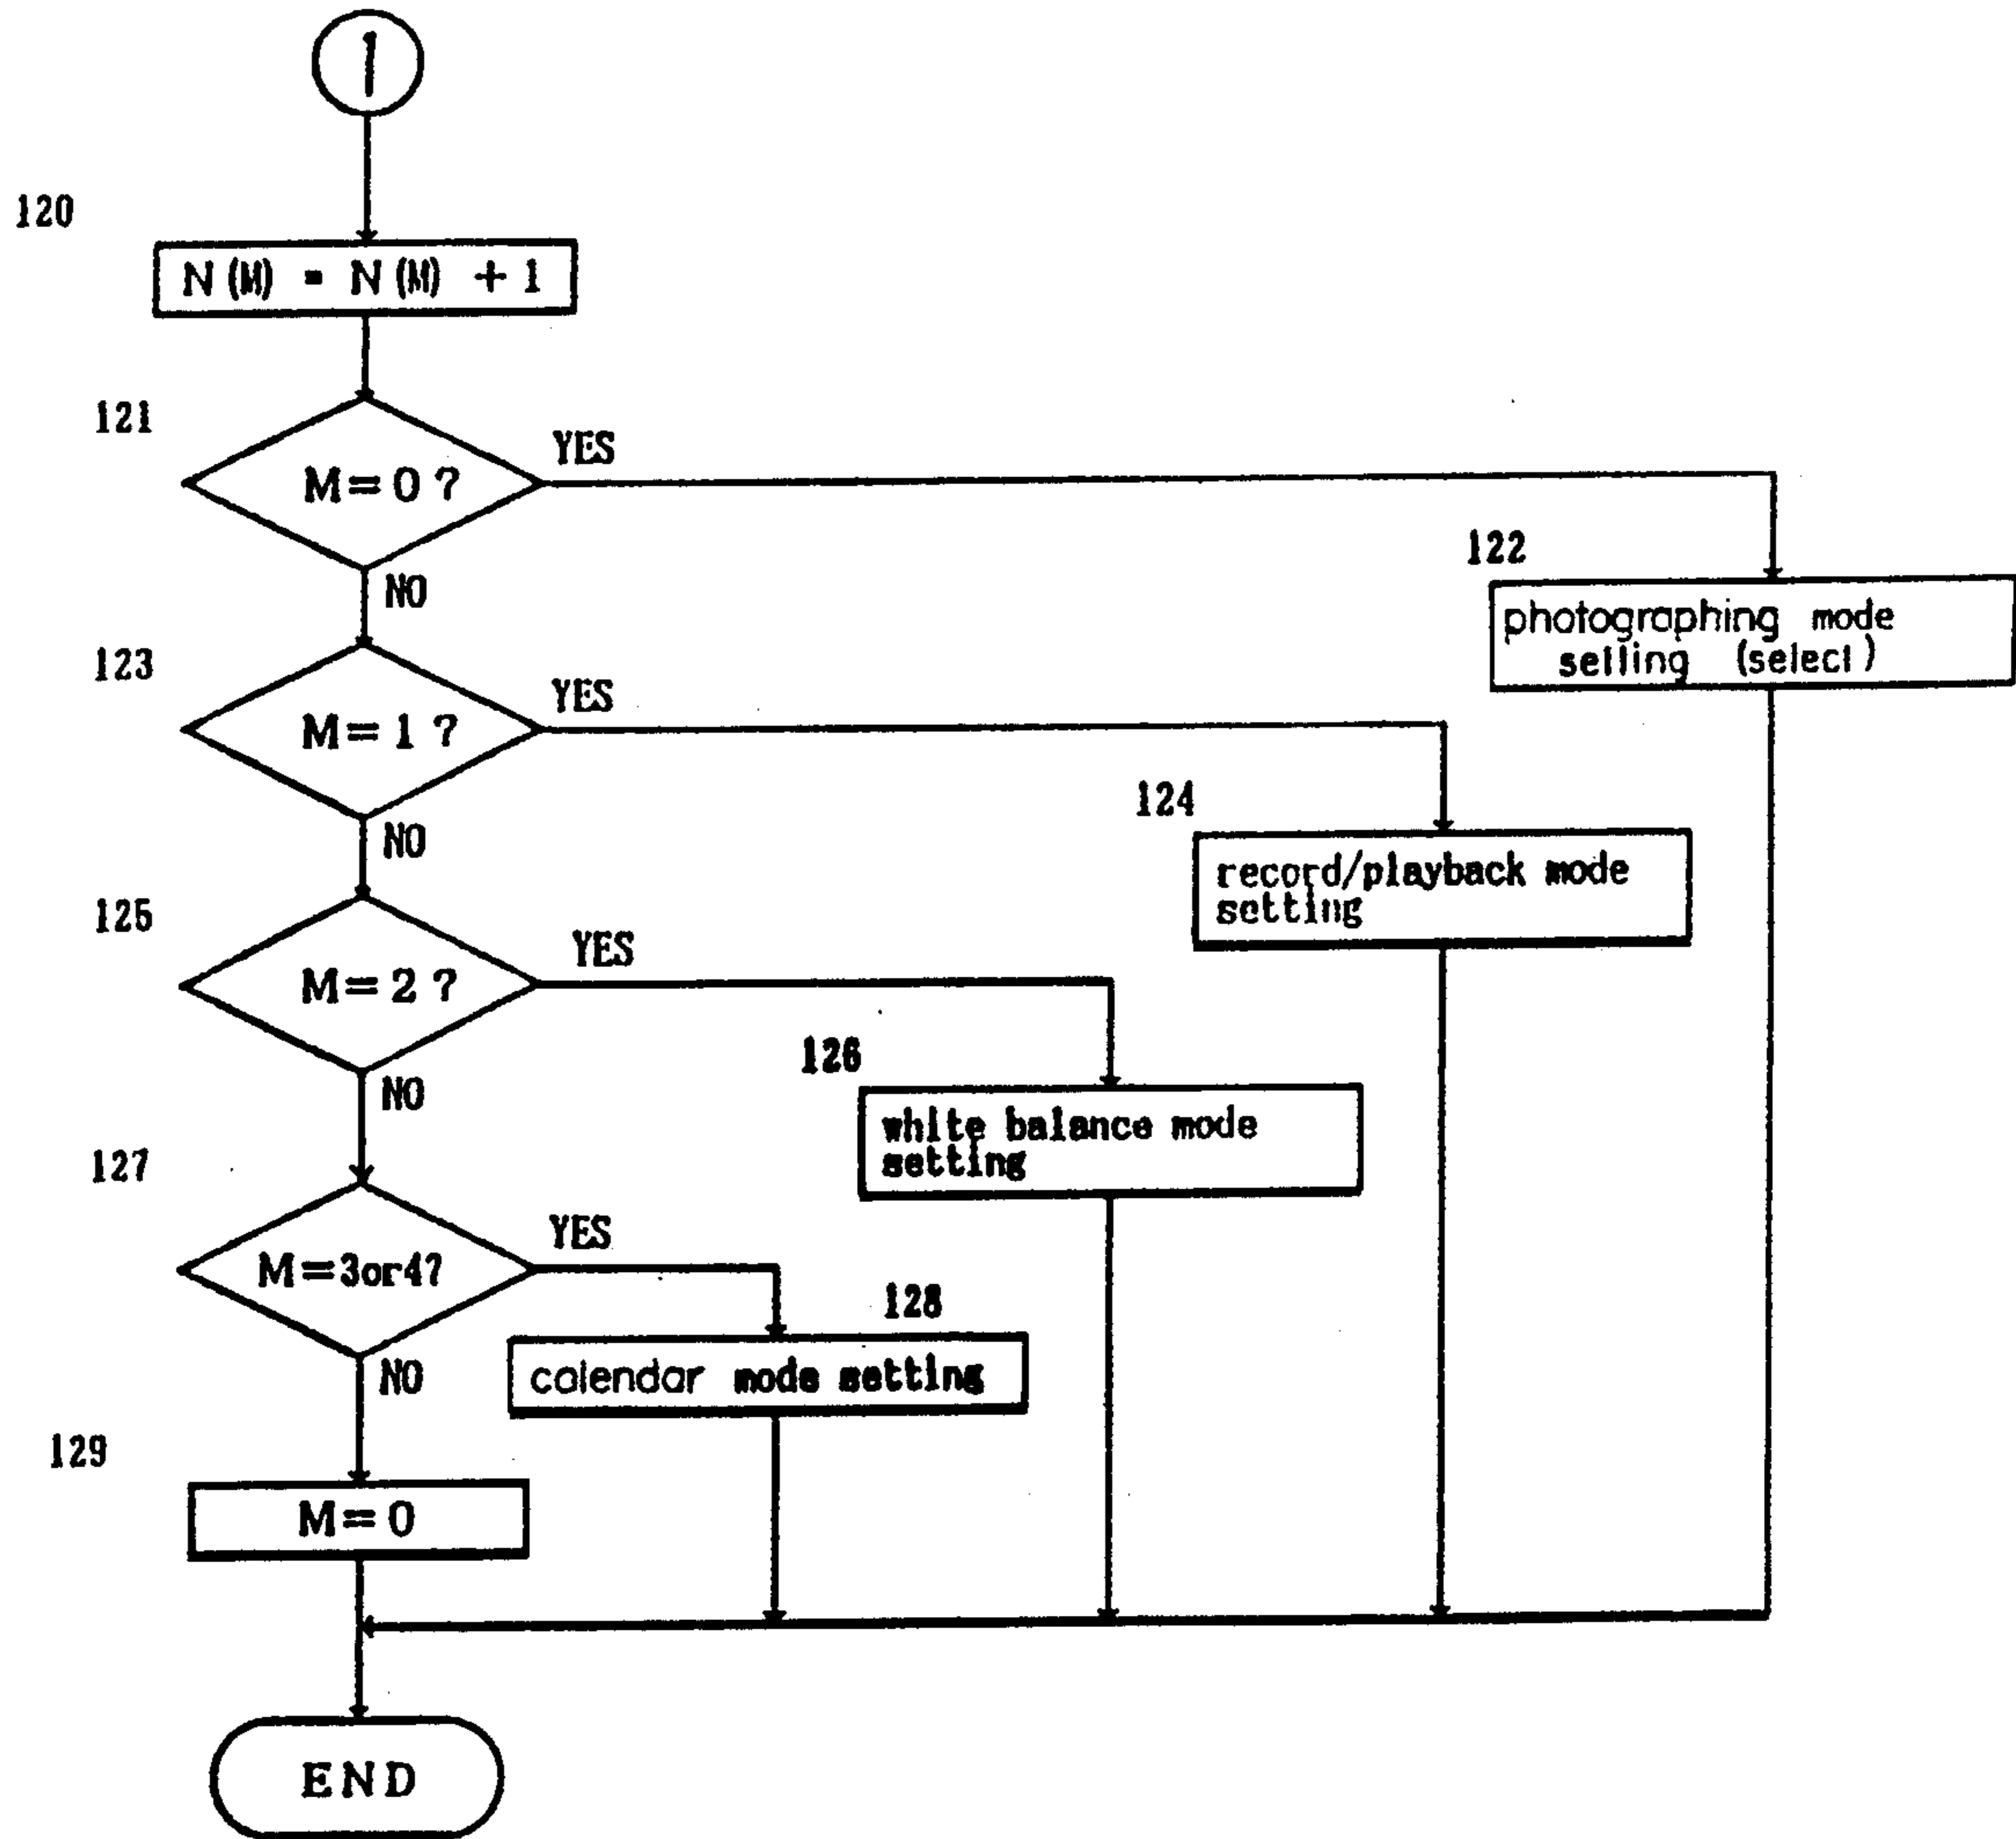 1
120
N(M) = N(M) + 1
121
M=0?
YES
NO
122
photographing mode
setting (select)
123
M=1?
YES
NO
124
record/playback mode
setting
125
M=2?
YES
NO
126
white balance mode
setting
127
M=3or4?
YES
NO
128
calendar mode setting
129
M=0
END